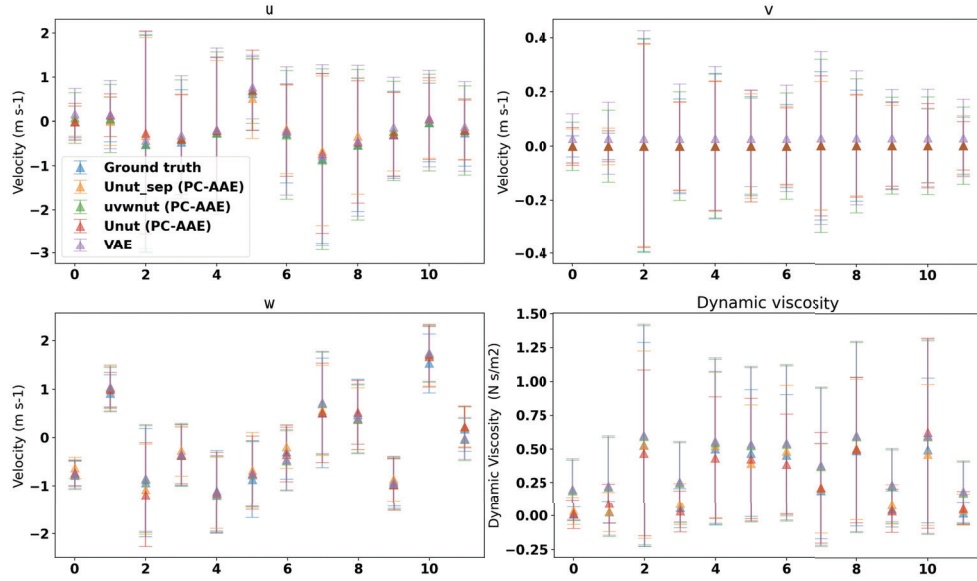 u
Velocity (m s-1)
2
1
0
−1
−2
−3
Ground truth
Unut_sep (PC-AAE)
uvwnut (PC-AAE)
Unut (PC-AAE)
VAE
0 2 4 6 8 10
v
Velocity (m s-1)
0.4
0.2
0.0
−0.2
−0.4
0 2 4 6 8 10
w
Velocity (m s-1)
2
1
0
−1
−2
0 2 4 6 8 10
Dynamic viscosity
Dynamic Viscosity (N s/m2)
1.50
1.25
1.00
0.75
0.50
0.25
0.00
−0.25
0 2 4 6 8 10